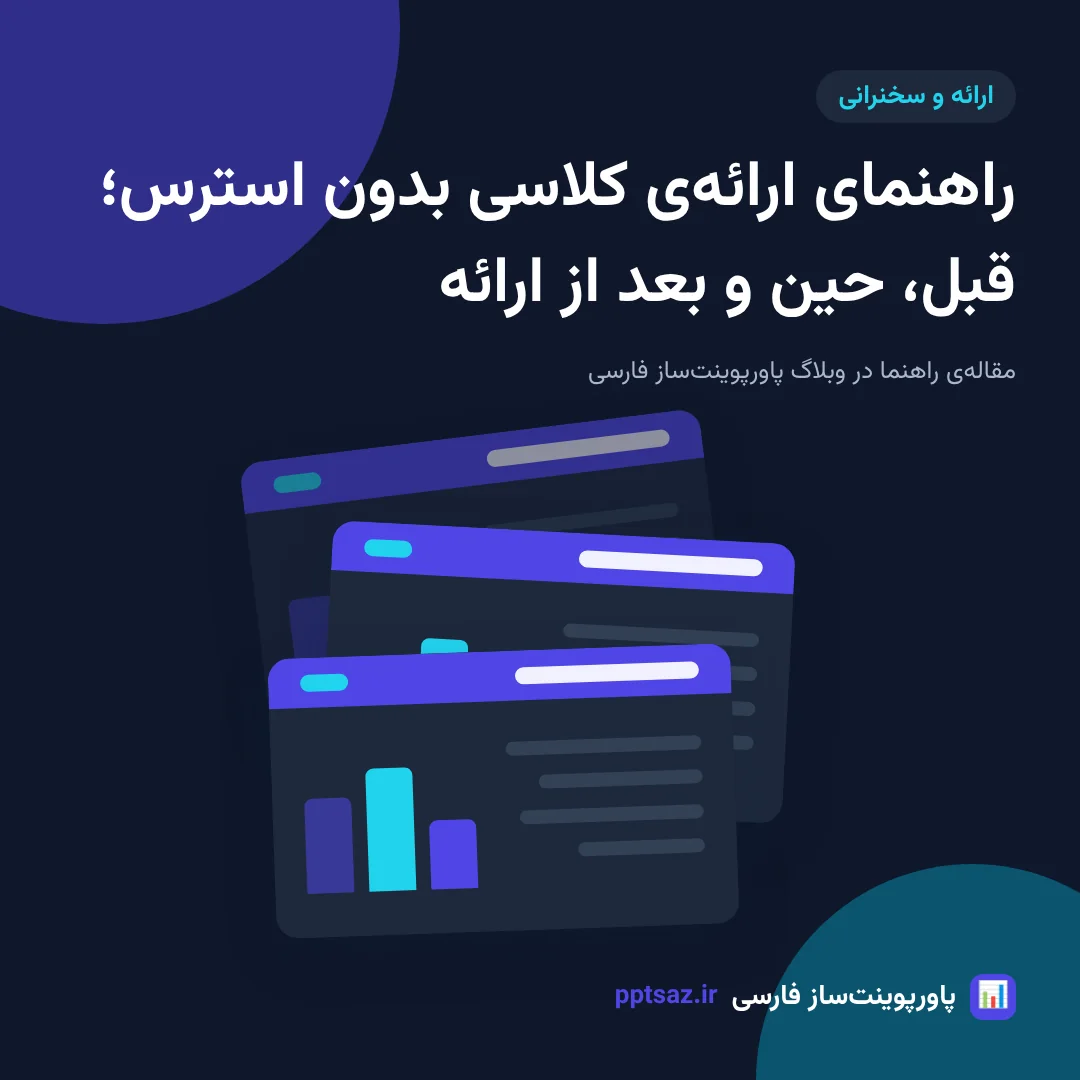 ارائه و سخنرانی
راهنمای ارائه‌ی کلاسی بدون استرس؛
قبل، حین و بعد از ارائه
مقاله‌ی راهنما در وبلاگ پاورپوینت‌ساز فارسی
پاورپوینت‌ساز فارسی pptsaz.ir